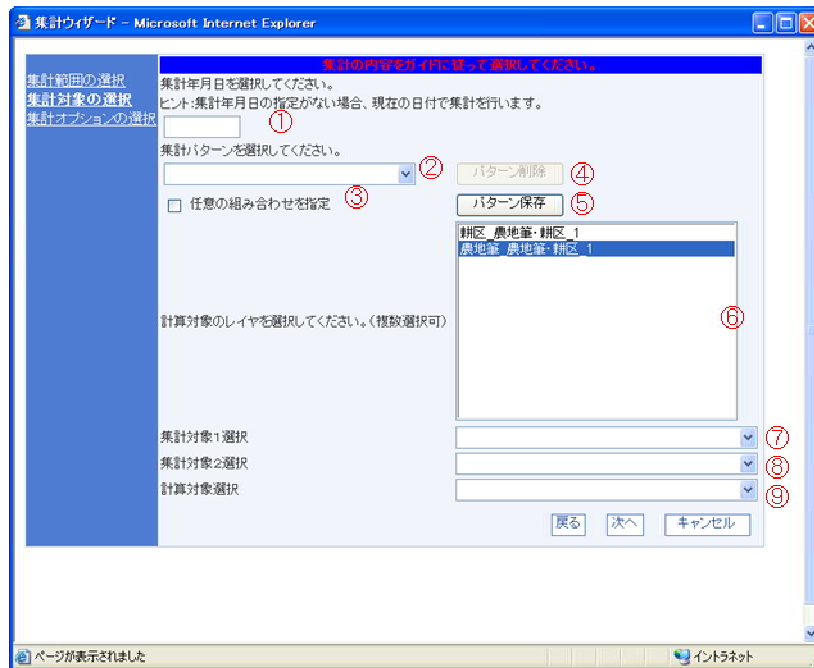 集計ウィザード - Microsoft Internet Explorer
集計の内容をガイドに従って選択してください。
集計範囲の選択
集計対象の選択
集計オプションの選択
集計年月日を選択してください。
ヒント:集計年月日の指定がない場合、現在の日付で集計を行います。
①
集計パターンを選択してください。
② パターン削除 ④
任意の組み合わせを指定 ③ パターン保存 ⑤
耕区_農地筆・耕区_1
農地筆_農地筆・耕区_1
計算対象のレイヤを選択してください。(複数選択可) ⑥
集計対象1選択 ⑦
集計対象2選択 ⑧
計算対象選択 ⑨
戻る 次へ キャンセル
ページが表示されました イントラネット